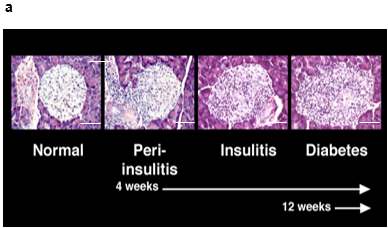 a
Normal
Peri-
insulitis
Insulitis
Diabetes
4 weeks
12 weeks